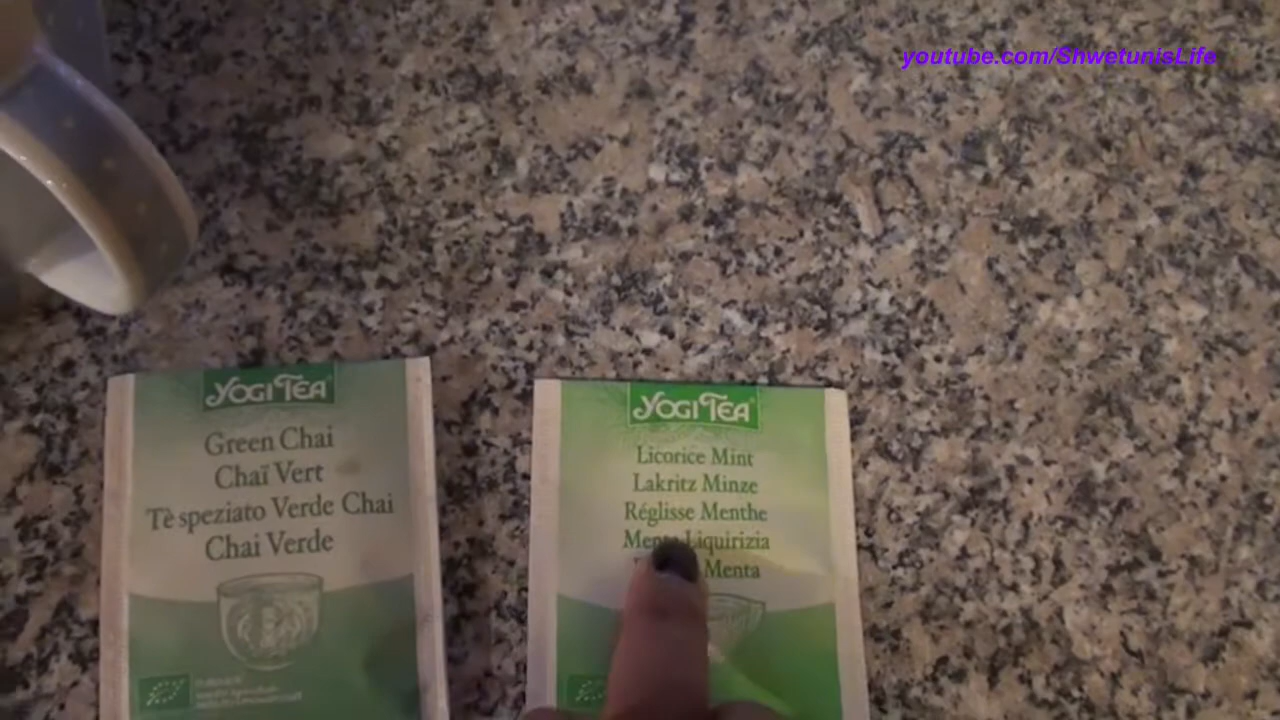 youtube.com/ShwetunisLife
YOGI TEA
Green Chai
Chaï Vert
Tè speziato Verde Chai
Chai Verde
YOGI TEA®
Licorice Mint
Lakritz Minze
Réglisse Menthe
Menta Liquirizia
Menta